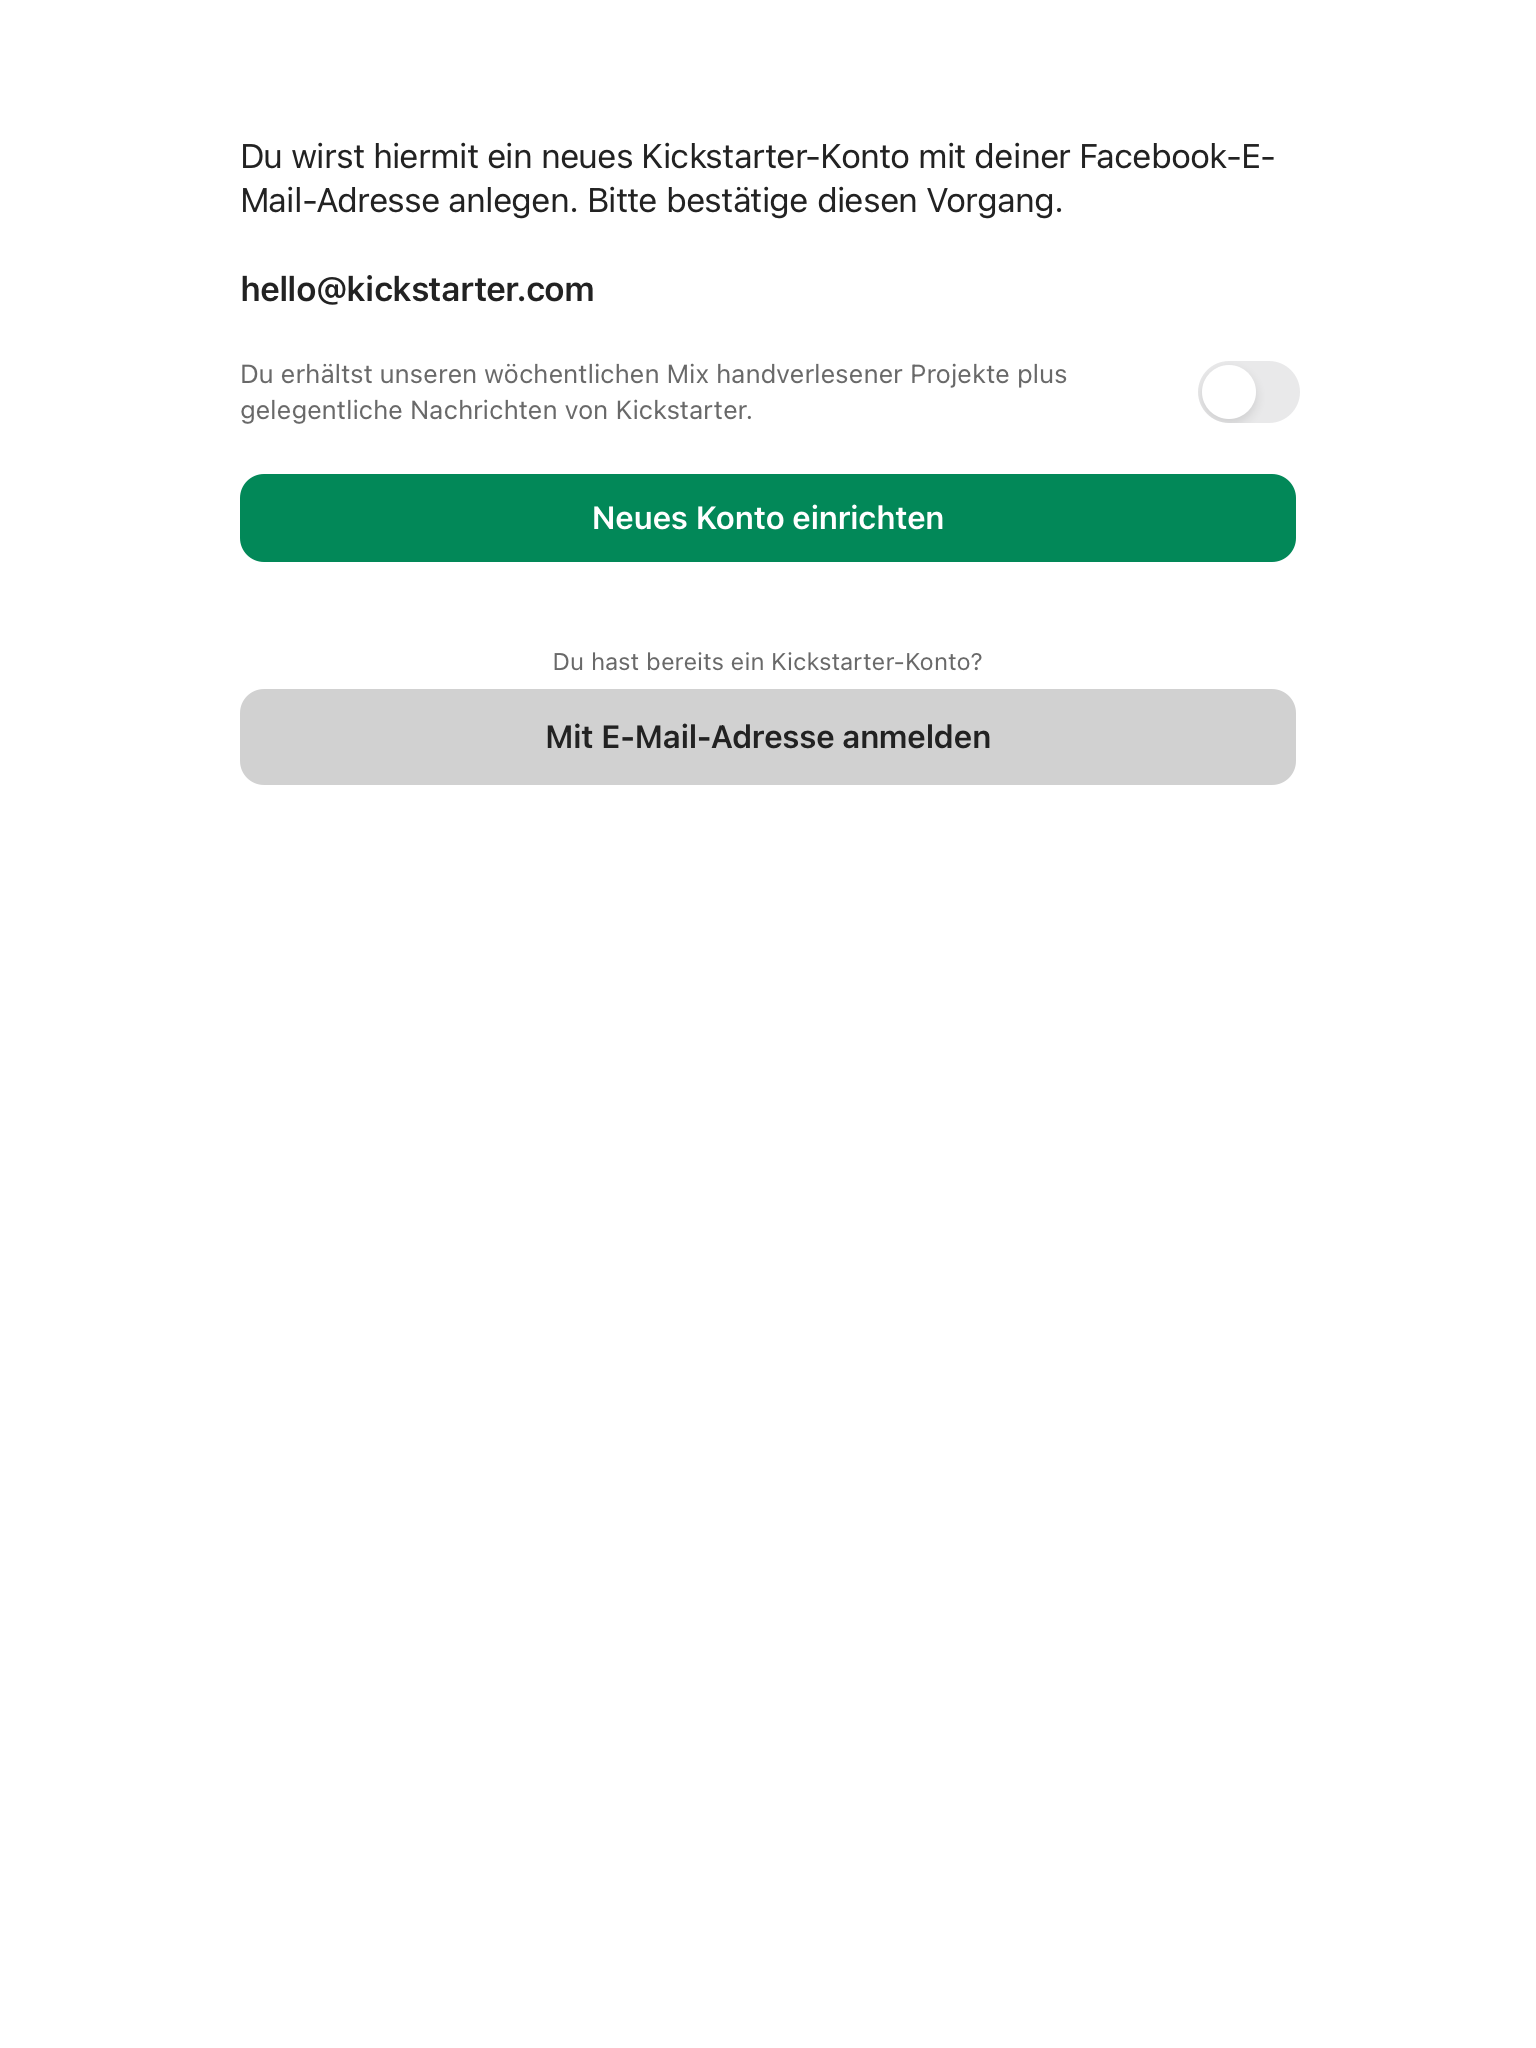 Du wirst hiermit ein neues Kickstarter-Konto mit deiner Facebook-E-
Mail-Adresse anlegen. Bitte bestätige diesen Vorgang.
hello@kickstarter.com
Du erhältst unseren wöchentlichen Mix handverlesener Projekte plus
gelegentliche Nachrichten von Kickstarter.
Neues Konto einrichten
Du hast bereits ein Kickstarter-Konto?
Mit E-Mail-Adresse anmelden